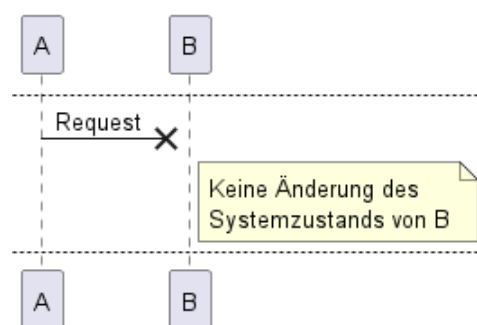 A
B
Request
Keine Änderung des
Systemzustands von B
A
B